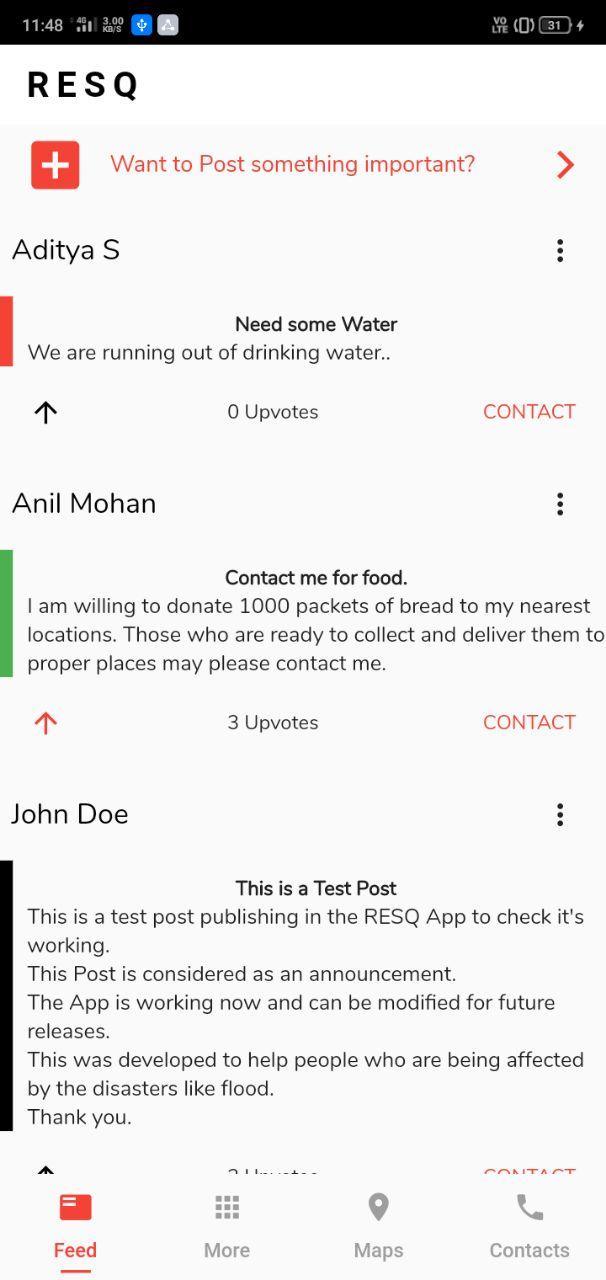 11:48 4G 3.00 KB/S VO LTE 31
RESQ
Want to Post something important?
Aditya S
Need some Water
We are running out of drinking water..
0 Upvotes CONTACT
Anil Mohan
Contact me for food.
I am willing to donate 1000 packets of bread to my nearest
locations. Those who are ready to collect and deliver them to
proper places may please contact me.
3 Upvotes CONTACT
John Doe
This is a Test Post
This is a test post publishing in the RESQ App to check it's
working.
This Post is considered as an announcement.
The App is working now and can be modified for future
releases.
This was developed to help people who are being affected
by the disasters like flood.
Thank you.
Feed More Maps Contacts